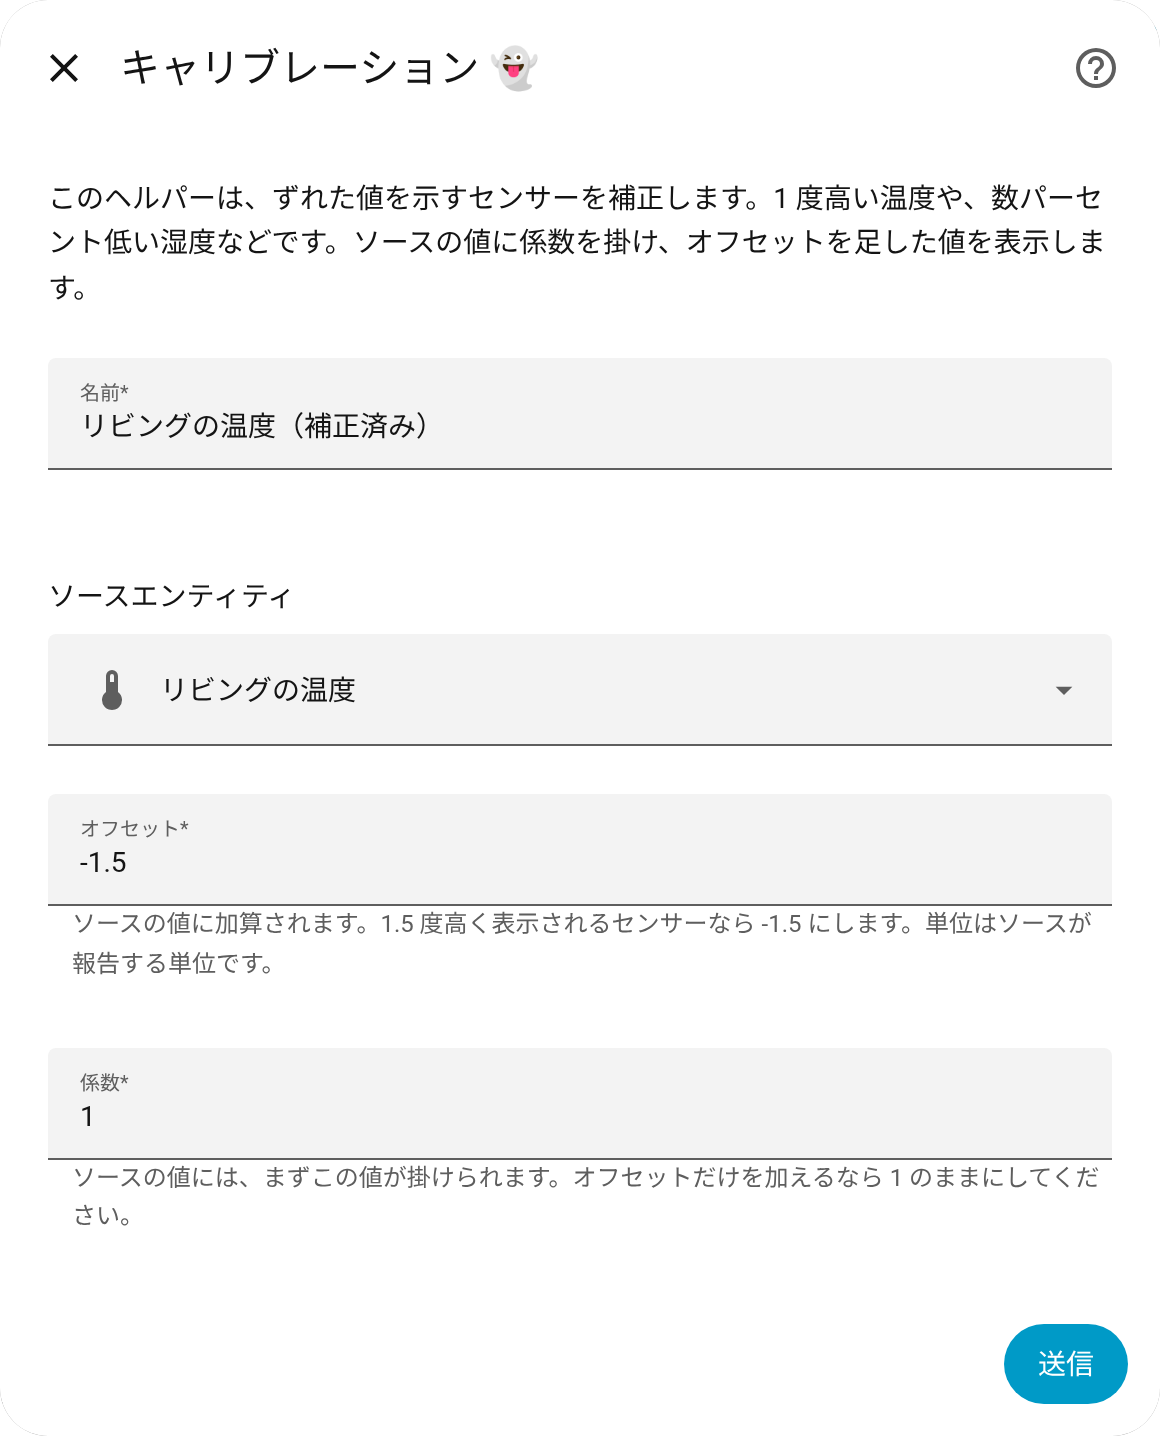 キャリブレーション 👻
このヘルパーは、ずれた値を示すセンサーを補正します。1 度高い温度や、数パーセ
ント低い湿度などです。ソースの値に係数を掛け、オフセットを足した値を表示しま
す。
名前*
リビングの温度（補正済み）
ソースエンティティ
リビングの温度
オフセット*
-1.5
ソースの値に加算されます。1.5 度高く表示されるセンサーなら -1.5 にします。単位はソースが
報告する単位です。
係数*
1
ソースの値には、まずこの値が掛けられます。オフセットだけを加えるなら 1 のままにしてくだ
さい。
送信